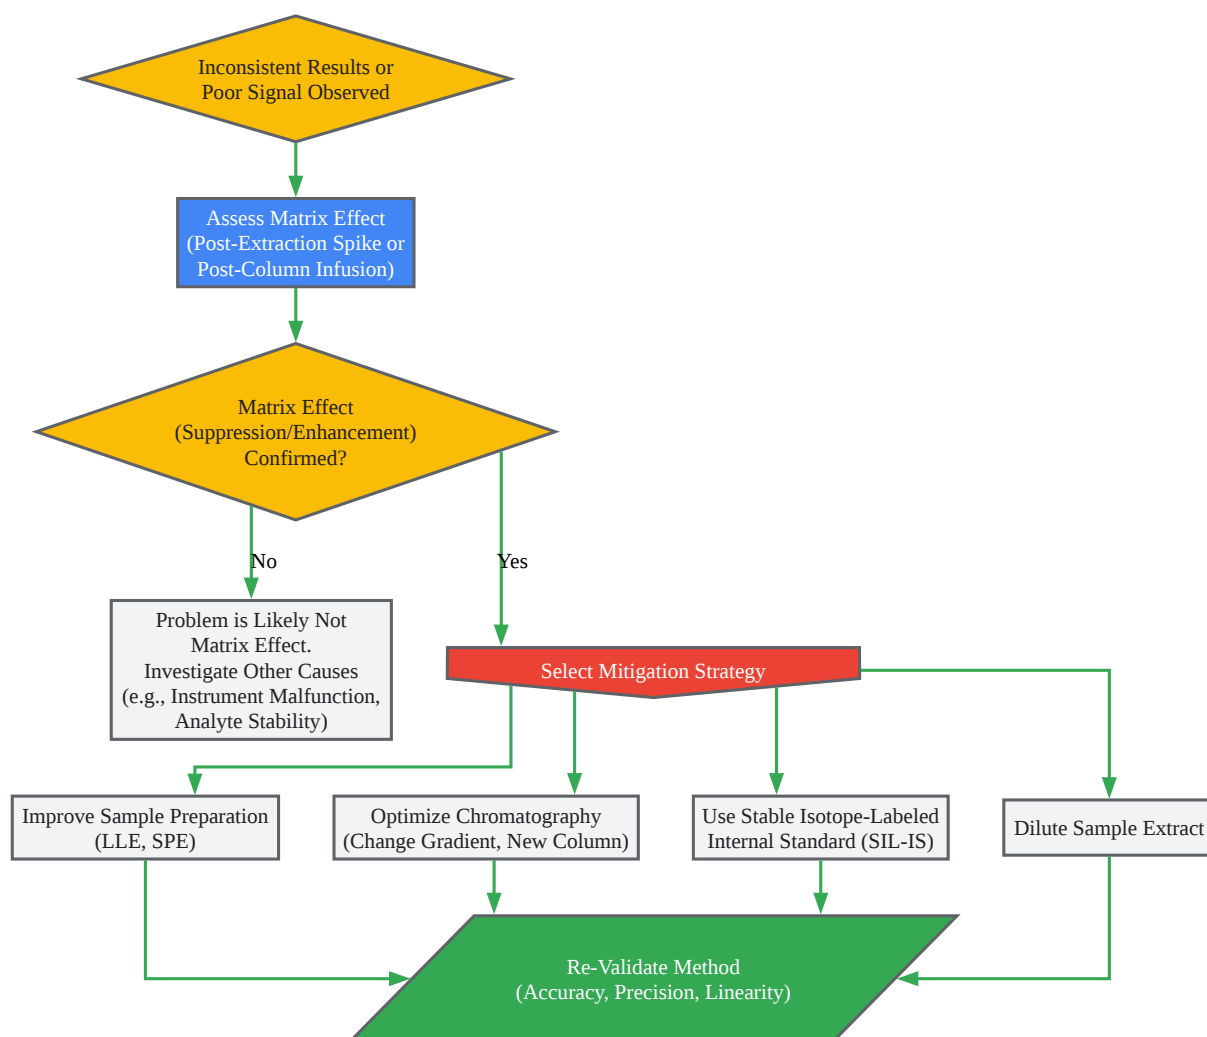 Inconsistent Results or
Poor Signal Observed
Assess Matrix Effect
(Post-Extraction Spike or
Post-Column Infusion)
Matrix Effect
(Suppression/Enhancement)
Confirmed?
No
Yes
Problem is Likely Not
Matrix Effect.
Investigate Other Causes
(e.g., Instrument Malfunction,
Analyte Stability)
Select Mitigation Strategy
Improve Sample Preparation
(LLE, SPE)
Optimize Chromatography
(Change Gradient, New Column)
Use Stable Isotope-Labeled
Internal Standard (SIL-IS)
Dilute Sample Extract
Re-Validate Method
(Accuracy, Precision, Linearity)